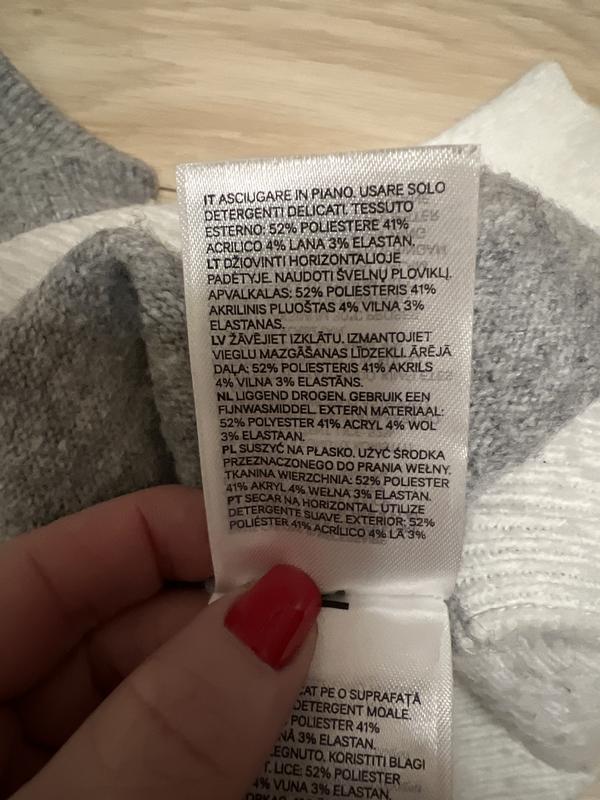 IT ASCIUGARE IN PIANO. USARE SOLO
DETERGENTI DELICATI. TESSUTO
ESTERNO: 52% POLIESTERE 41%
ACRILICO 4% LANA 3% ELASTAN.
LT DŽIOVINTI HORIZONTALIOJE
PADĖTYJE. NAUDOTI ŠVELNŲ PLOVIKLĮ.
APVALKALAS: 52% POLIESTERIS 41%
AKRILINIS PLUOŠTAS 4% VILNA 3%
ELASTANAS.
LV ŽĀVĒJIET IZKLĀTU. IZMANTOJIET
VIEGLU MAZGĀŠANAS LĪDZEKLI. ĀRĒJĀ
DAĻA: 52% POLIESTERIS 41% AKRILS
4% VILNA 3% ELASTĀNS.
NL LIGGEND DROGEN. GEBRUIK EEN
FIJNWASMIDDEL. EXTERN MATERIAAL:
52% POLYESTER 41% ACRYL 4% WOL
3% ELASTAAN.
PL SUSZYĆ NA PŁASKO. UŻYĆ ŚRODKA
PRZEZNACZONEGO DO PRANIA WEŁNY.
TKANINA WIERZCHNIA: 52% POLIESTER
41% AKRYL 4% WEŁNA 3% ELASTAN.
PT SECAR NA HORIZONTAL. UTILIZE
DETERGENTE SUAVE. EXTERIOR: 52%
POLIÉSTER 41% ACRÍLICO 4% LÃ 3%
PE O SUPRAFAȚĂ
DETERGENT MOALE.
POLIESTER 41%
3% ELASTAN.
KORISTITI BLAGI
LICE: 52% POLIESTER
4% VUNA 3% ELASTAN.